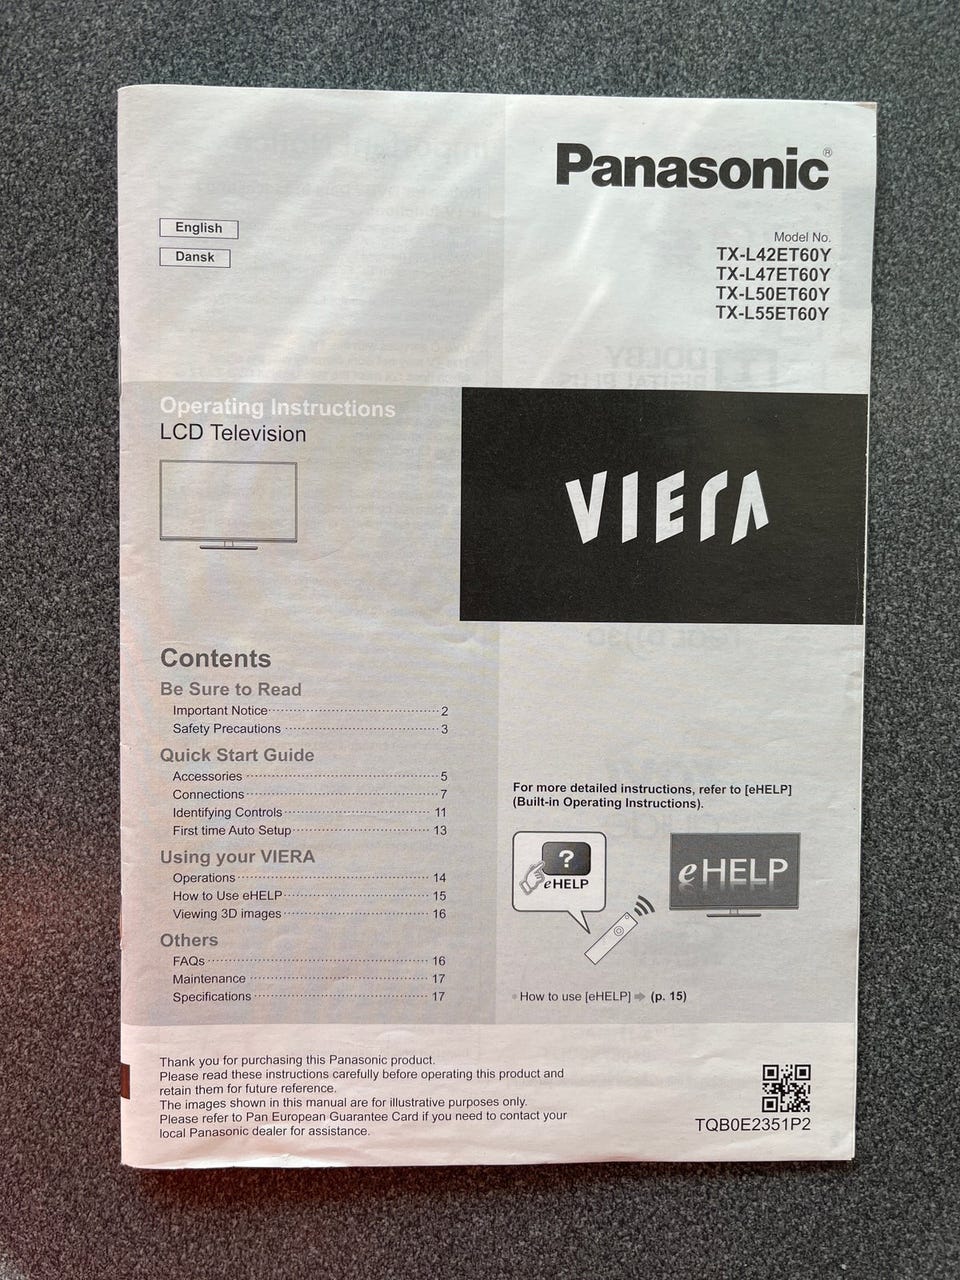 Panasonic®
English
Dansk
Model No.
TX-L42ET60Y
TX-L47ET60Y
TX-L50ET60Y
TX-L55ET60Y
Operating Instructions
LCD Television
VIERA
Contents
Be Sure to Read
Important Notice 2
Safety Precautions 3
Quick Start Guide
Accessories 5
Connections 7
Identifying Controls 11
First time Auto Setup 13
Using your VIERA
Operations 14
How to Use eHELP 15
Viewing 3D images 16
Others
FAQs 16
Maintenance 17
Specifications 17
For more detailed instructions, refer to [eHELP]
(Built-in Operating Instructions).
?
eHELP
eHELP
How to use [eHELP] ➡ (p. 15)
Thank you for purchasing this Panasonic product.
Please read these instructions carefully before operating this product and
retain them for future reference.
The images shown in this manual are for illustrative purposes only.
Please refer to Pan European Guarantee Card if you need to contact your
local Panasonic dealer for assistance.
TQB0E2351P2